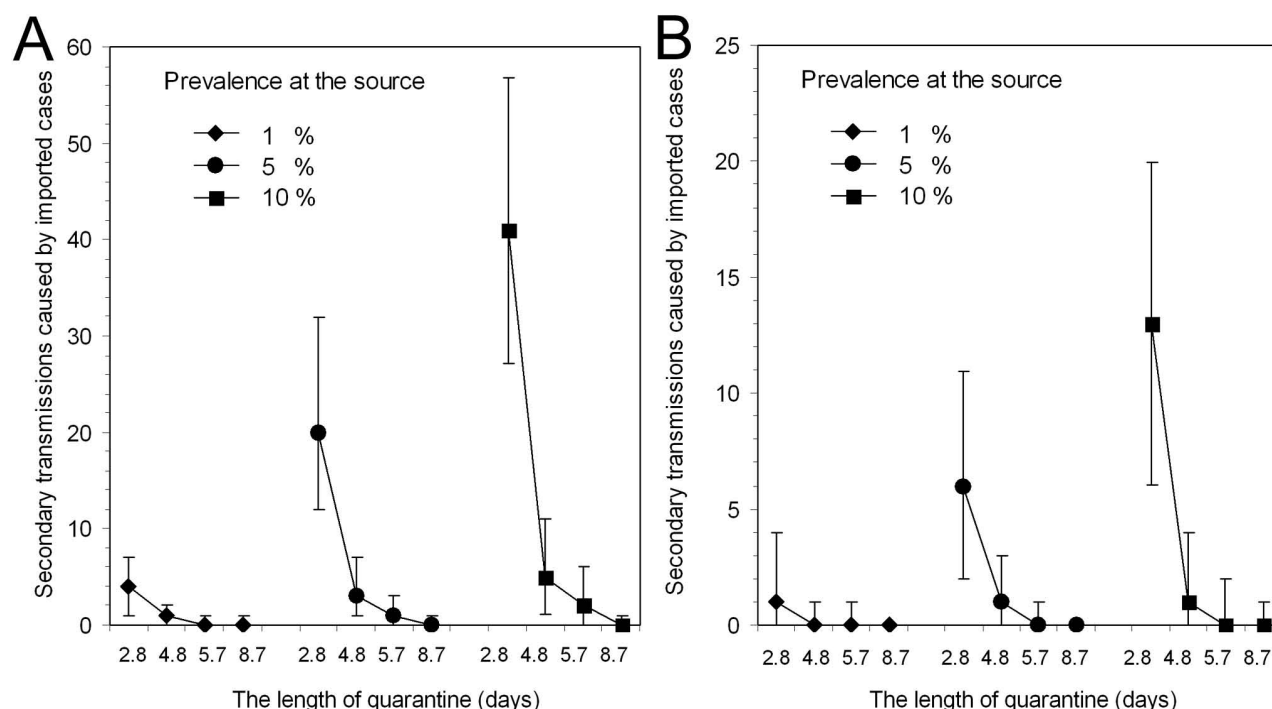 A
Secondary transmissions caused by imported cases
60
50
40
30
20
10
0
Prevalence at the source
1 %
5 %
10 %
2.8 4.8 5.7 8.7 2.8 4.8 5.7 8.7 2.8 4.8 5.7 8.7
The length of quarantine (days)
B
Secondary transmissions caused by imported cases
25
20
15
10
5
0
Prevalence at the source
1 %
5 %
10 %
2.8 4.8 5.7 8.7 2.8 4.8 5.7 8.7 2.8 4.8 5.7 8.7
The length of quarantine (days)